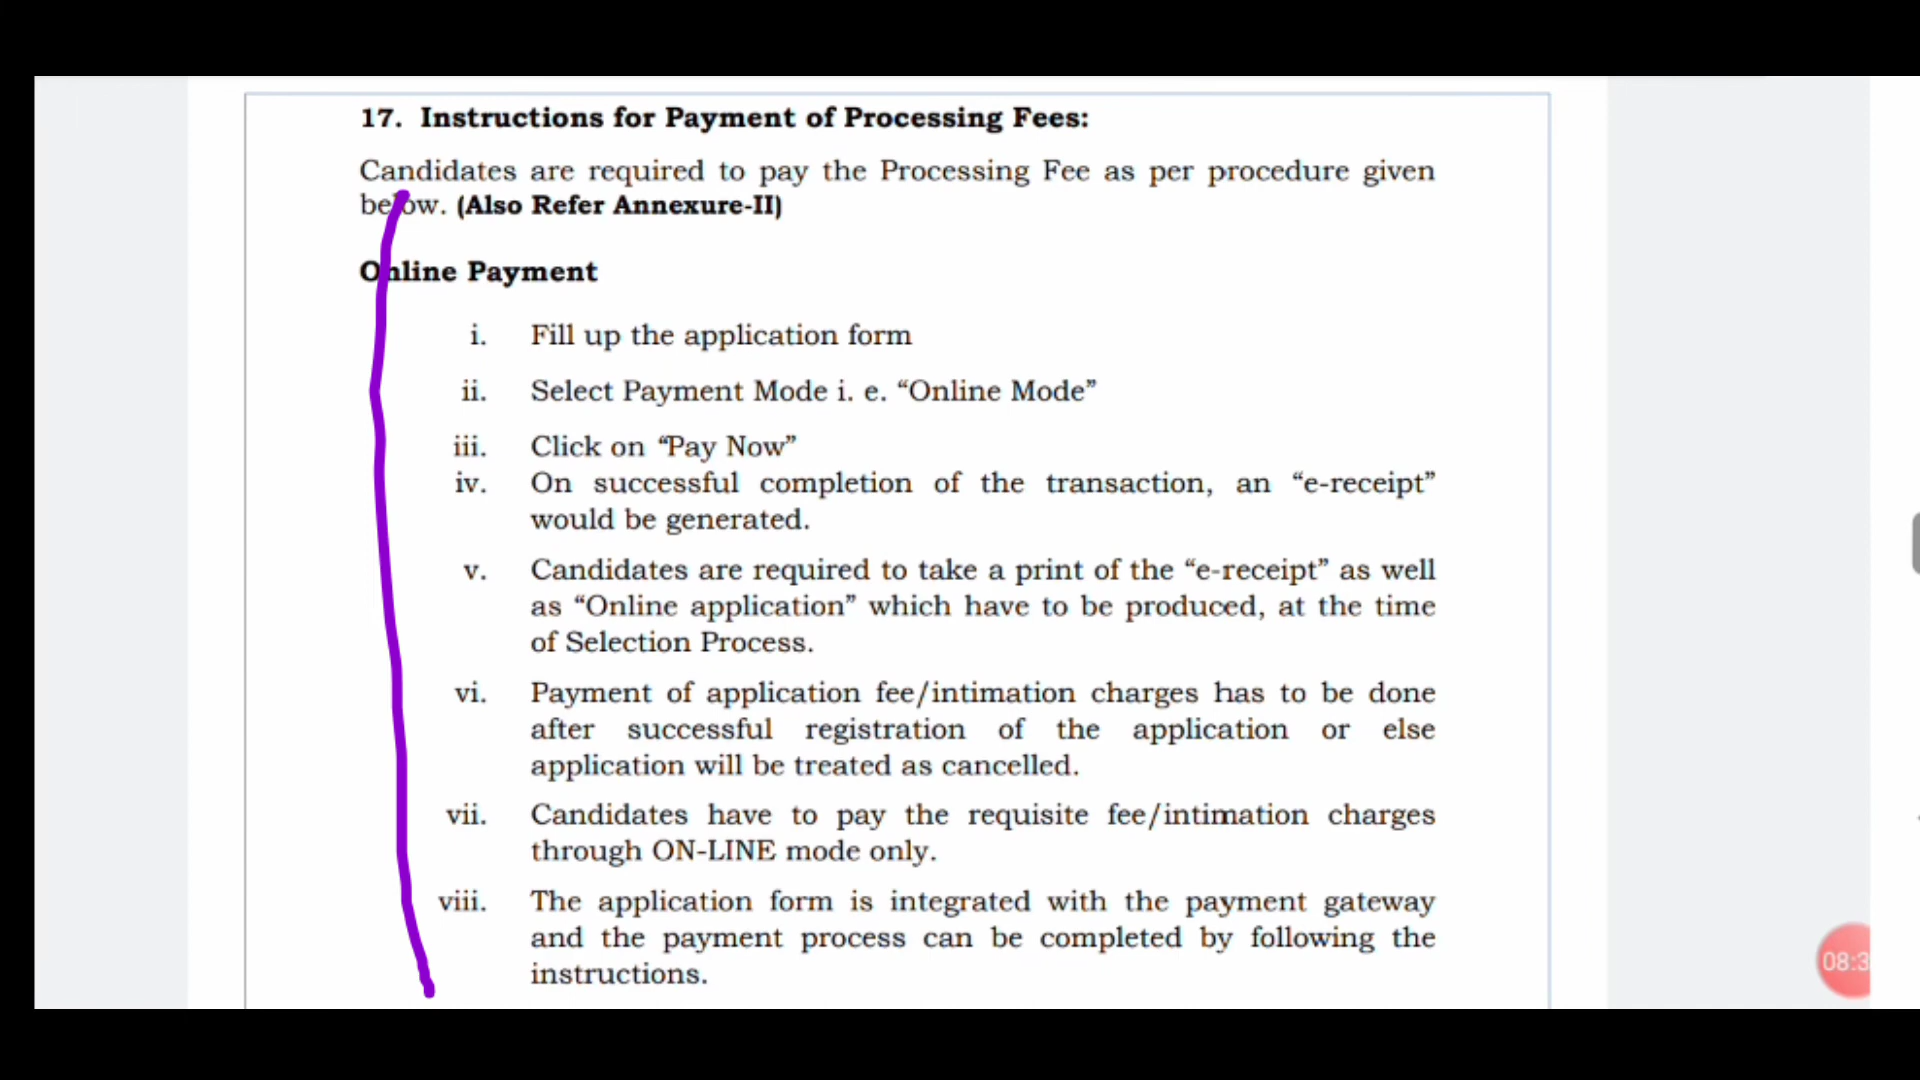 17. Instructions for Payment of Processing Fees:
Candidates are required to pay the Processing Fee as per procedure given
below. (Also Refer Annexure-II)
Online Payment
i. Fill up the application form
ii. Select Payment Mode i. e. “Online Mode”
iii. Click on “Pay Now”
iv. On successful completion of the transaction, an “e-receipt”
would be generated.
v. Candidates are required to take a print of the “e-receipt” as well
as “Online application” which have to be produced, at the time
of Selection Process.
vi. Payment of application fee/intimation charges has to be done
after successful registration of the application or else
application will be treated as cancelled.
vii. Candidates have to pay the requisite fee/intimation charges
through ON-LINE mode only.
viii. The application form is integrated with the payment gateway
and the payment process can be completed by following the
instructions.
08:3